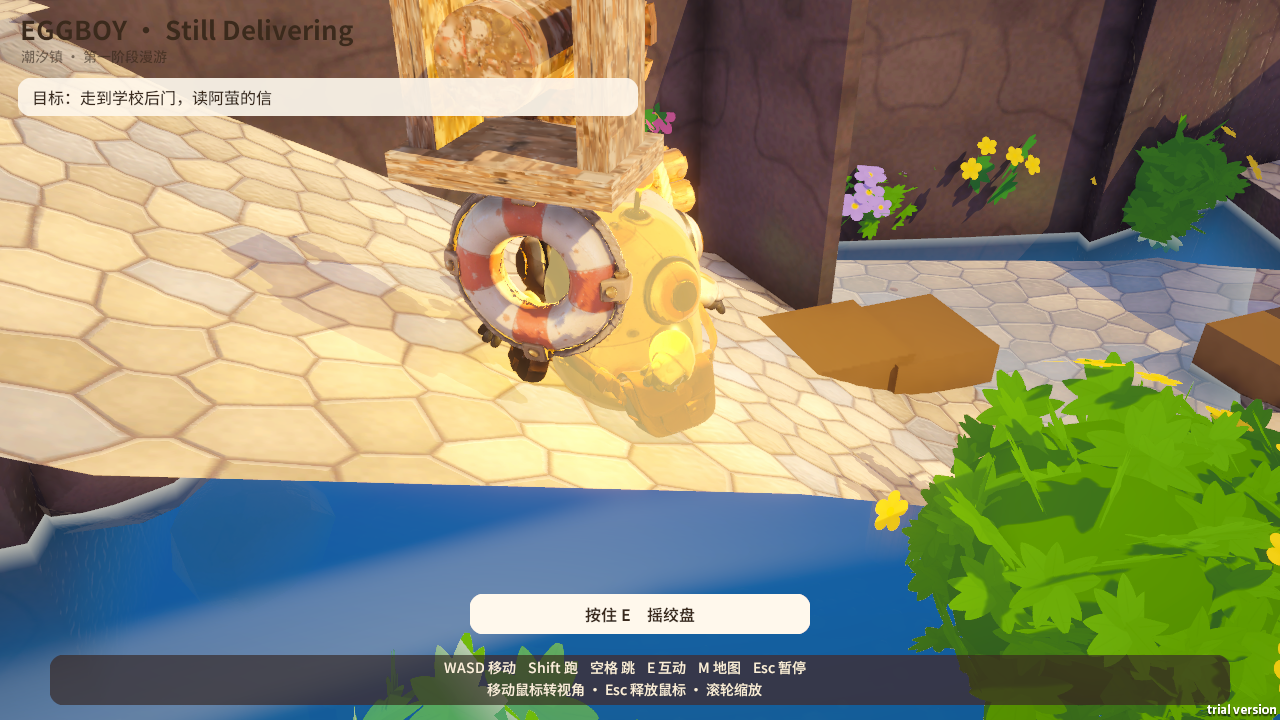 EGGBOY · Still Delivering
潮汐镇 · 第一阶段漫游
目标：走到学校后门，读阿萤的信
按住 E 摇绞盘
WASD 移动 Shift 跑 空格 跳 E 互动 M 地图 Esc 暂停
移动鼠标转视角 · Esc 释放鼠标 · 滚轮缩放
trial version